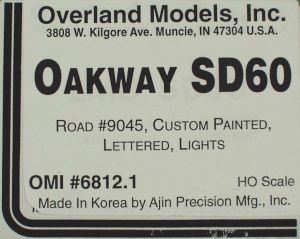 Overland Models, Inc.
3808 W. Kilgore Ave. Muncie, IN 47304 U.S.A.
OAKWAY SD60
ROAD #9045, CUSTOM PAINTED,
LETTERED, LIGHTS
OMI #6812.1 HO Scale
Made In Korea by Ajin Precision Mfg., Inc.